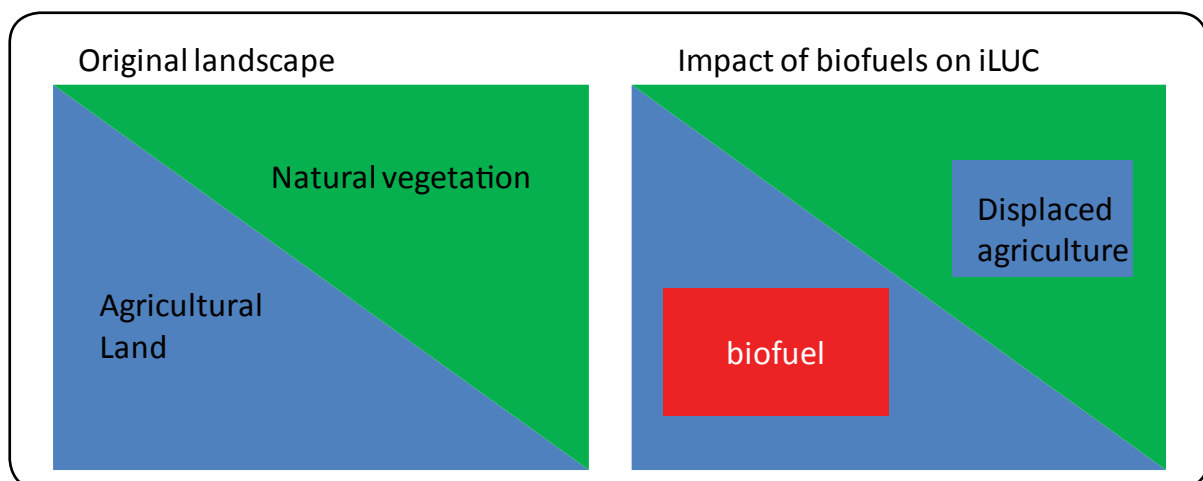 Original landscape
Natural vegetation
Agricultural
Land
Impact of biofuels on iLUC
Displaced
agriculture
biofuel